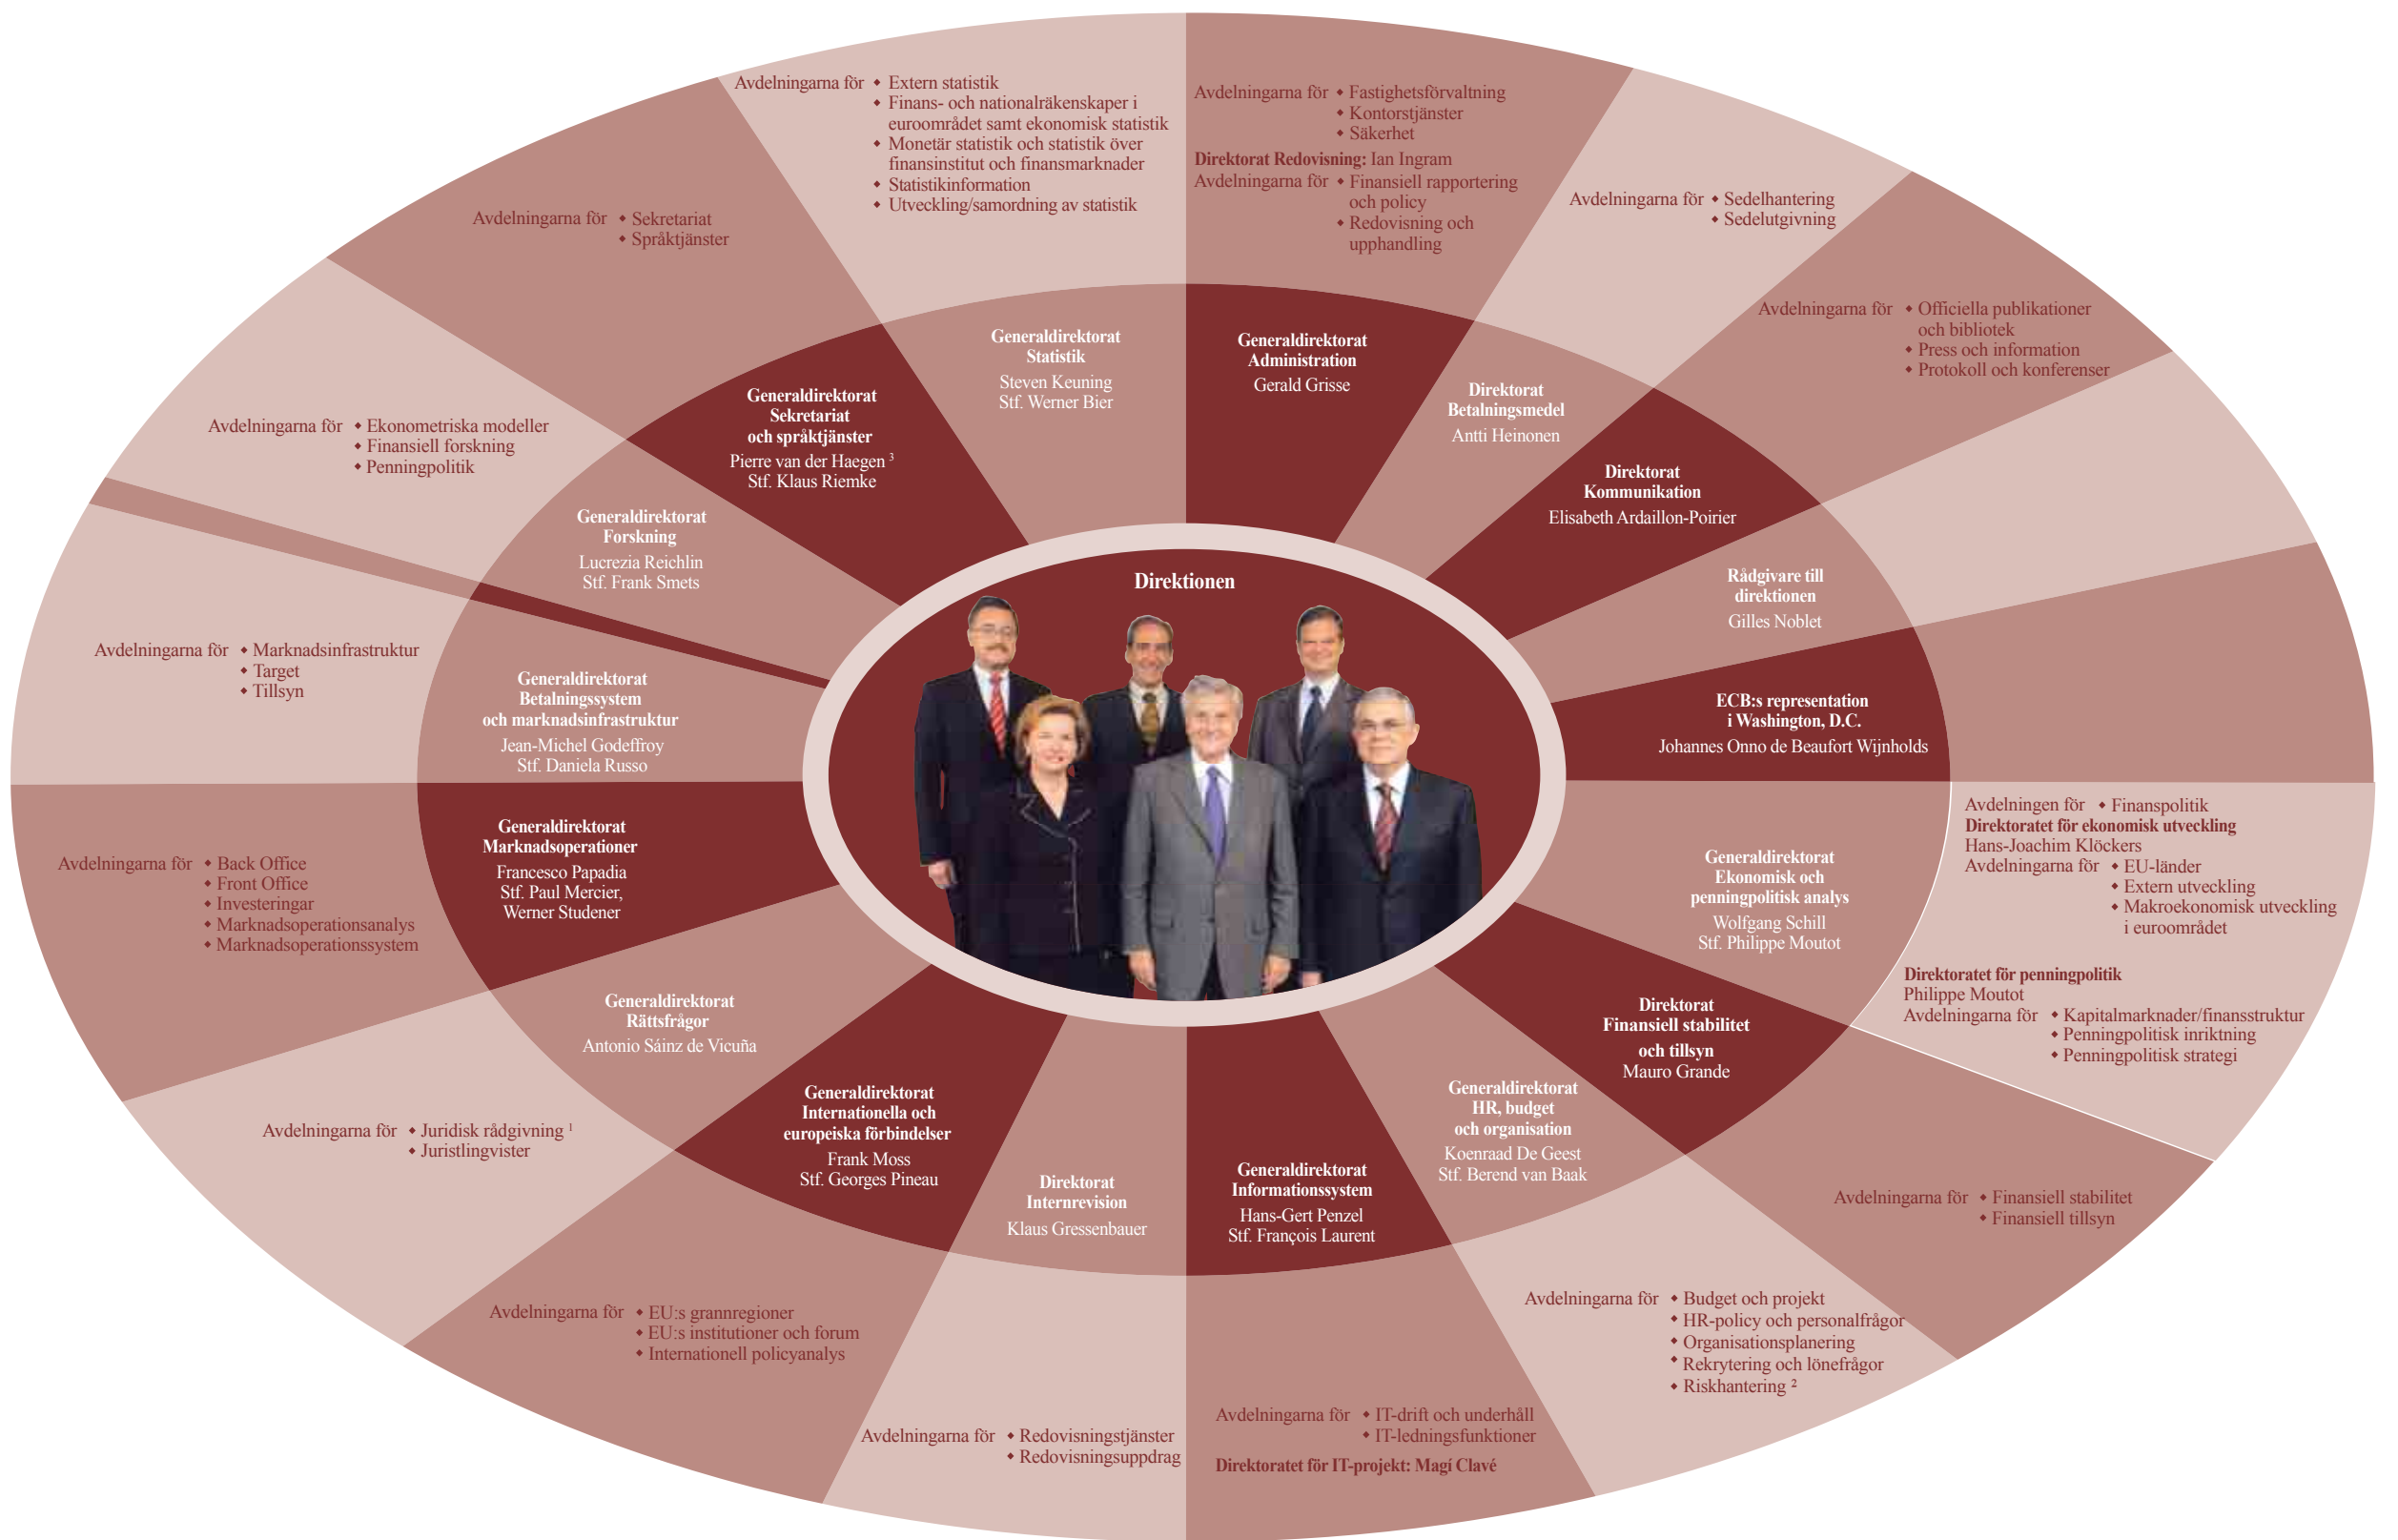 Direktionen
Generaldirektorat
Administration
Gerald Grisse
Avdelningarna för ◆ Fastighetsförvaltning
◆ Kontorstjänster
◆ Säkerhet
Direktorat Redovisning: Ian Ingram
Avdelningarna för ◆ Finansiell rapportering
och policy
◆ Redovisning och
upphandling
Direktorat
Betalningsmedel
Antti Heinonen
Avdelningarna för ◆ Sedelhantering
◆ Sedelutgivning
Direktorat
Kommunikation
Elisabeth Ardaillon-Poirier
Avdelningarna för ◆ Officiella publikationer
och bibliotek
◆ Press och information
◆ Protokoll och konferenser
Rådgivare till
direktionen
Gilles Noblet
ECB:s representation
i Washington, D.C.
Johannes Onno de Beaufort Wijnholds
Generaldirektorat
Ekonomisk och
penningpolitisk analys
Wolfgang Schill
Stf. Philippe Moutot
Avdelningen för ◆ Finanspolitik
Direktoratet för ekonomisk utveckling
Hans-Joachim Klöckers
Avdelningarna för ◆ EU-länder
◆ Extern utveckling
◆ Makroekonomisk utveckling
i euroområdet
Direktoratet för penningpolitik
Philippe Moutot
Avdelningarna för ◆ Kapitalmarknader/finansstruktur
◆ Penningpolitisk inriktning
◆ Penningpolitisk strategi
Direktorat
Finansiell stabilitet
och tillsyn
Mauro Grande
Avdelningarna för ◆ Finansiell stabilitet
◆ Finansiell tillsyn
Generaldirektorat
HR, budget
och organisation
Koenraad De Geest
Stf. Berend van Baak
Avdelningarna för ◆ Budget och projekt
◆ HR-policy och personalfrågor
◆ Organisationsplanering
◆ Rekrytering och lönefrågor
◆ Riskhantering ²
Generaldirektorat
Informationssystem
Hans-Gert Penzel
Stf. François Laurent
Avdelningarna för ◆ IT-drift och underhåll
◆ IT-ledningsfunktioner
Direktoratet för IT-projekt: Magí Clavé
Direktorat
Internrevision
Klaus Gressenbauer
Avdelningarna för ◆ Redovisningstjänster
◆ Redovisningsuppdrag
Generaldirektorat
Internationella och
europeiska förbindelser
Frank Moss
Stf. Georges Pineau
Avdelningarna för ◆ EU:s grannregioner
◆ EU:s institutioner och forum
◆ Internationell policyanalys
Generaldirektorat
Rättsfrågor
Antonio Sáinz de Vicuña
Avdelningarna för ◆ Juridisk rådgivning ¹
◆ Juristlingvister
Generaldirektorat
Marknadsoperationer
Francesco Papadia
Stf. Paul Mercier,
Werner Studener
Avdelningarna för ◆ Back Office
◆ Front Office
◆ Investeringar
◆ Marknadsoperationsanalys
◆ Marknadsoperationssystem
Generaldirektorat
Betalningssystem
och marknadsinfrastruktur
Jean-Michel Godeffroy
Stf. Daniela Russo
Avdelningarna för ◆ Marknadsinfrastruktur
◆ Target
◆ Tillsyn
Generaldirektorat
Forskning
Lucrezia Reichlin
Stf. Frank Smets
Avdelningarna för ◆ Ekonometriska modeller
◆ Finansiell forskning
◆ Penningpolitik
Generaldirektorat
Sekretariat
och språktjänster
Pierre van der Haegen ³
Stf. Klaus Riemke
Avdelningarna för ◆ Sekretariat
◆ Språktjänster
Generaldirektorat
Statistik
Steven Keuning
Stf. Werner Bier
Avdelningarna för ◆ Extern statistik
◆ Finans- och nationalräkenskaper i
euroområdet samt ekonomisk statistik
◆ Monetär statistik och statistik över
finansinstitut och finansmarknader
◆ Statistikinformation
◆ Utveckling/samordning av statistik